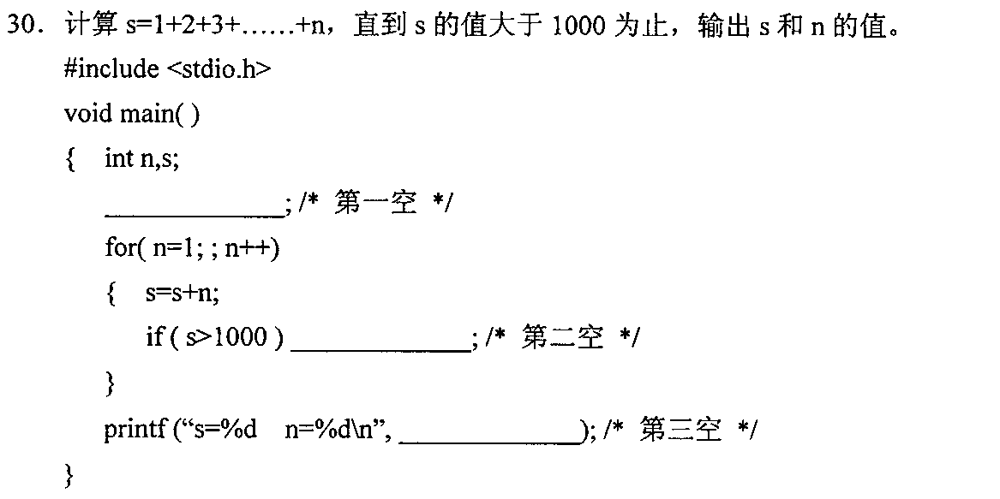 30. 计算 s=1+2+3+……+n，直到 s 的值大于 1000 为止，输出 s 和 n 的值。
#include <stdio.h>
void main( )
{ int n,s;
____________; /* 第一空 */
for( n=1; ; n++)
{ s=s+n;
if ( s>1000 ) ____________; /* 第二空 */
}
printf (“s=%d n=%d\n”, ____________); /* 第三空 */
}